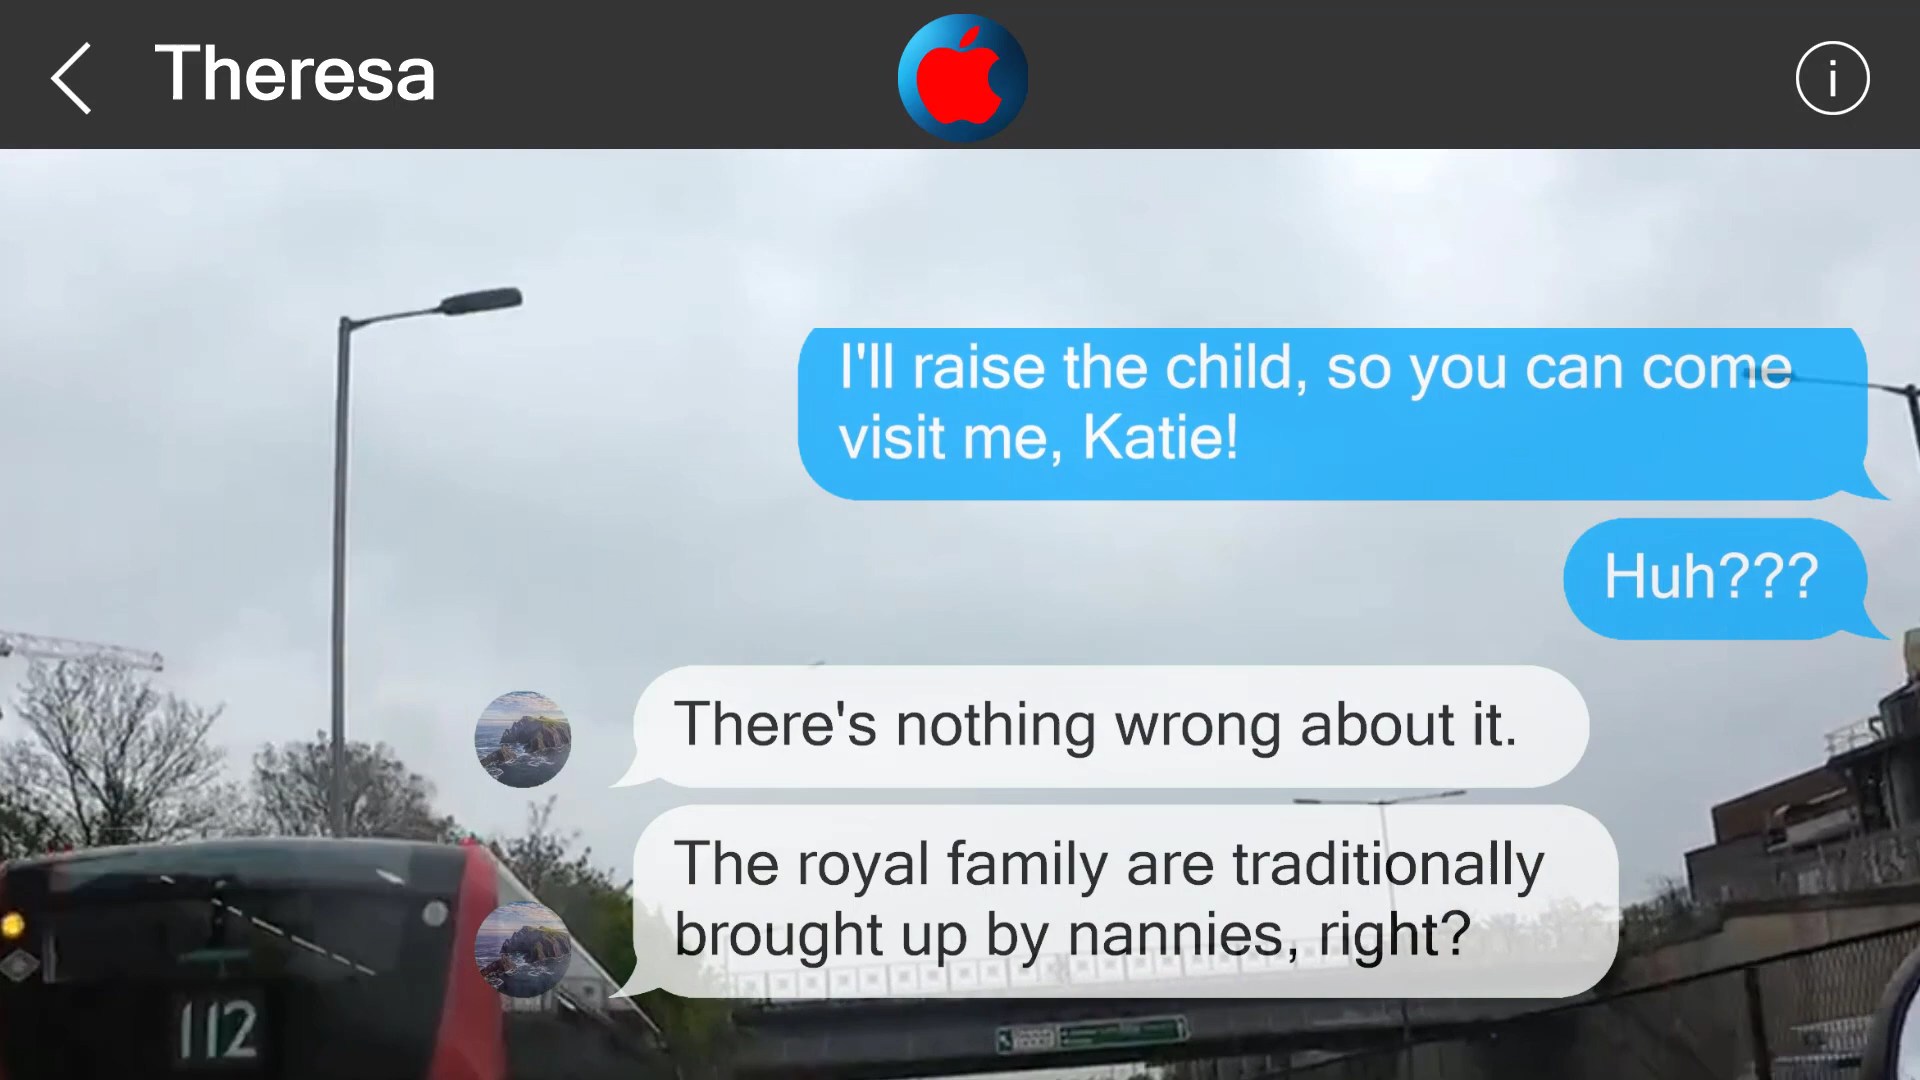 Theresa
i
I'll raise the child, so you can come
visit me, Katie!
Huh???
There's nothing wrong about it.
The royal family are traditionally
brought up by nannies, right?
112